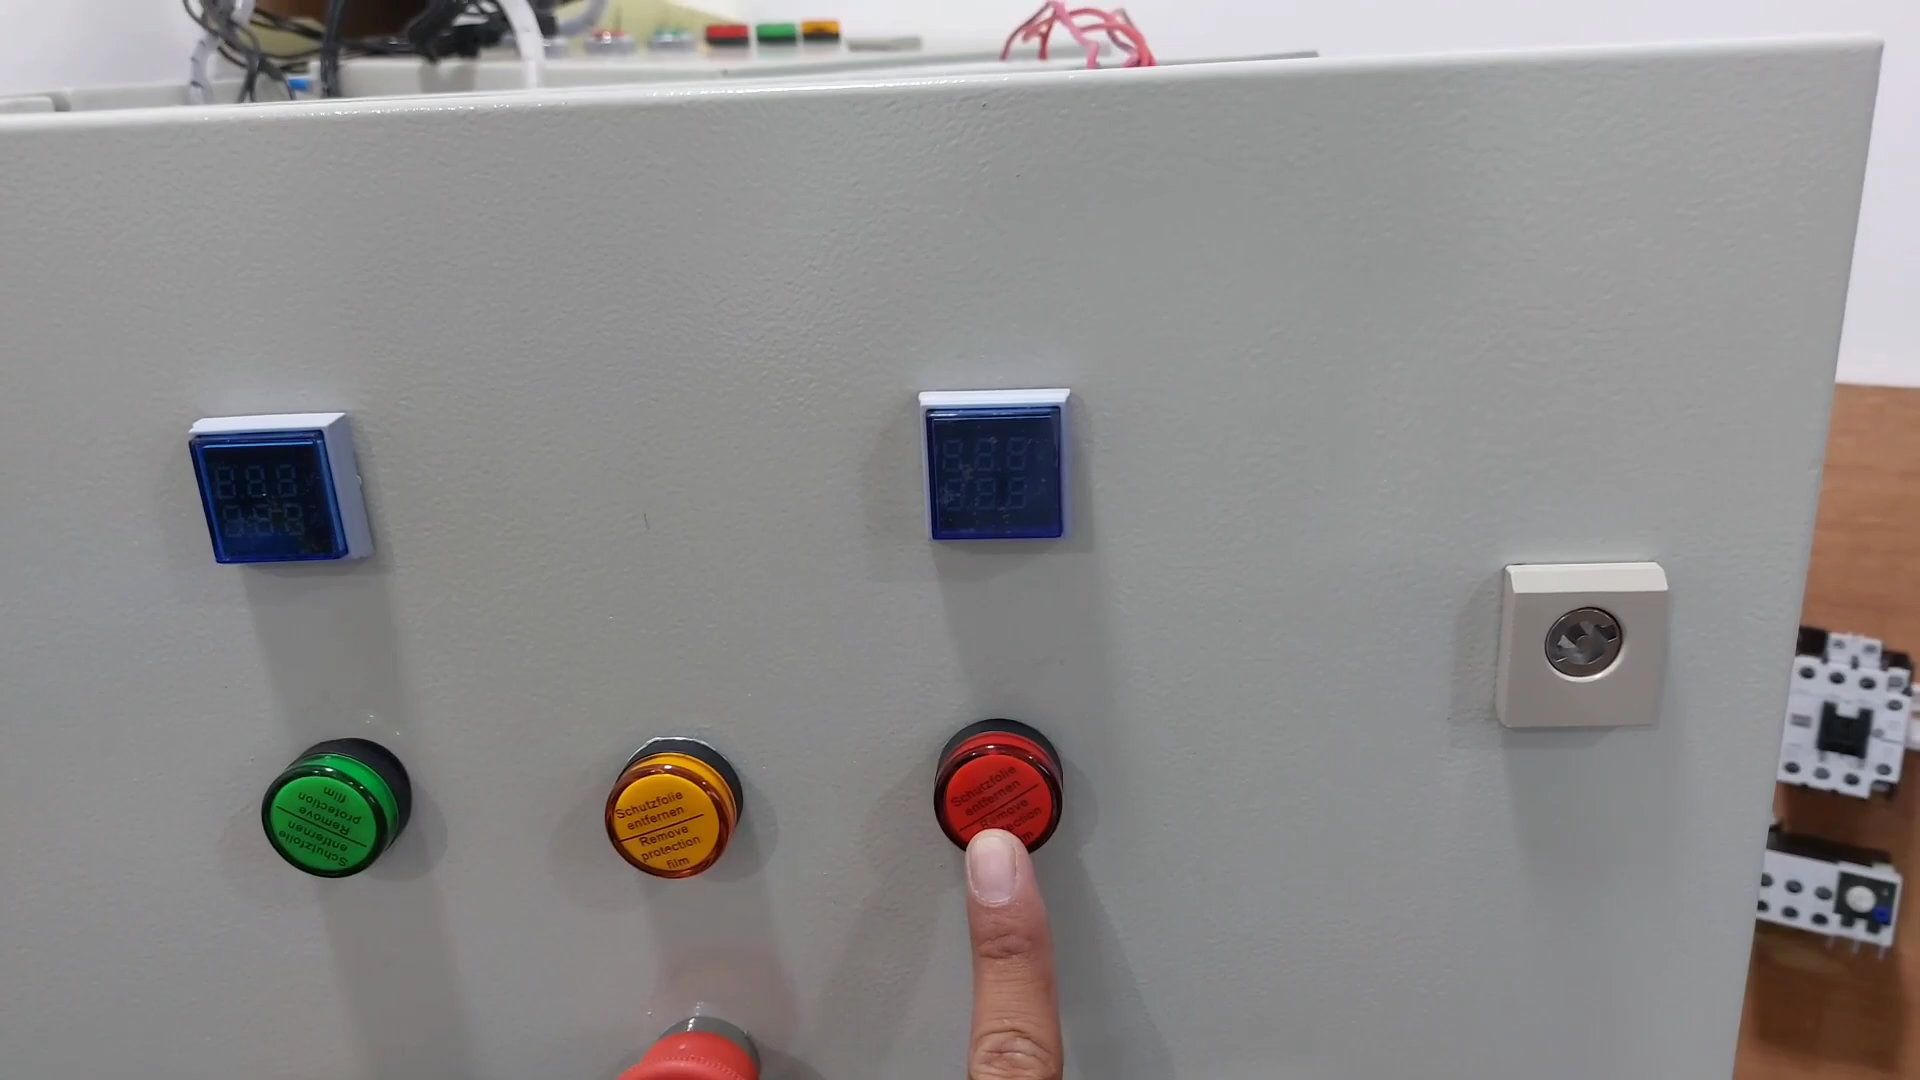 Schutzfolie
entfernen
Remove
protection
film
Schutzfolie
entfernen
Remove
protection
film
Schutzfolie
entfernen
Remove